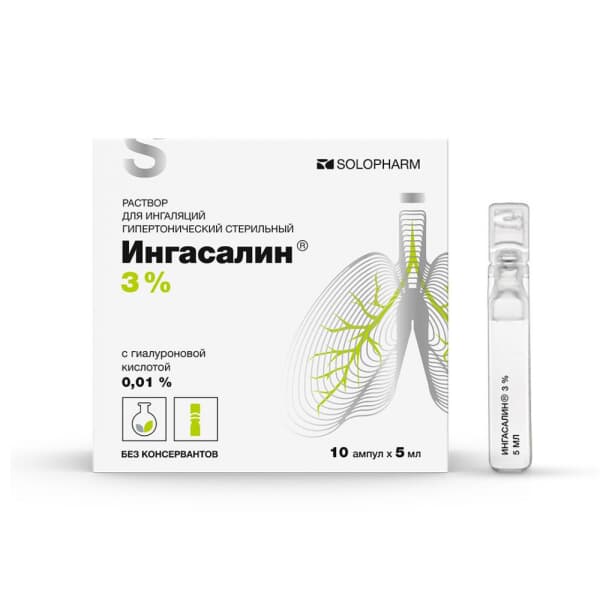 SOLOPHARM
РАСТВОР
ДЛЯ ИНГАЛЯЦИЙ
ГИПЕРТОНИЧЕСКИЙ СТЕРИЛЬНЫЙ
Ингасалин®
3 %
с гиалуроновой
кислотой
0,01 %
БЕЗ КОНСЕРВАНТОВ
10 ампул х 5 мл
ИНГАСАЛИН® 3 %
5 МЛ